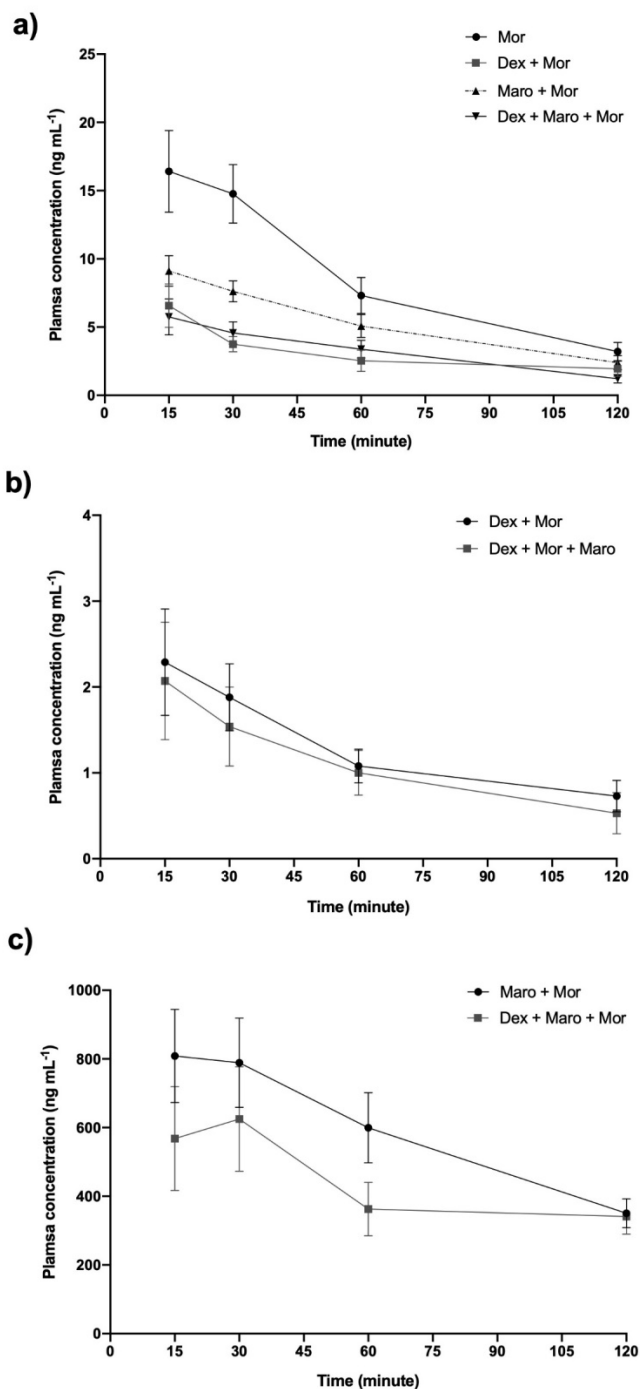 a)
Mor
Dex + Mor
Maro + Mor
Dex + Maro + Mor
25
20
15
10
5
0
Plamsa concentration (ng mL⁻¹)
0 15 30 45 60 75 90 105 120
Time (minute)
b)
Dex + Mor
Dex + Mor + Maro
4
3
2
1
0
Plamsa concentration (ng mL⁻¹)
0 15 30 45 60 75 90 105 120
Time (minute)
c)
Maro + Mor
Dex + Maro + Mor
1000
800
600
400
200
0
Plamsa concentration (ng mL⁻¹)
0 15 30 45 60 75 90 105 120
Time (minute)